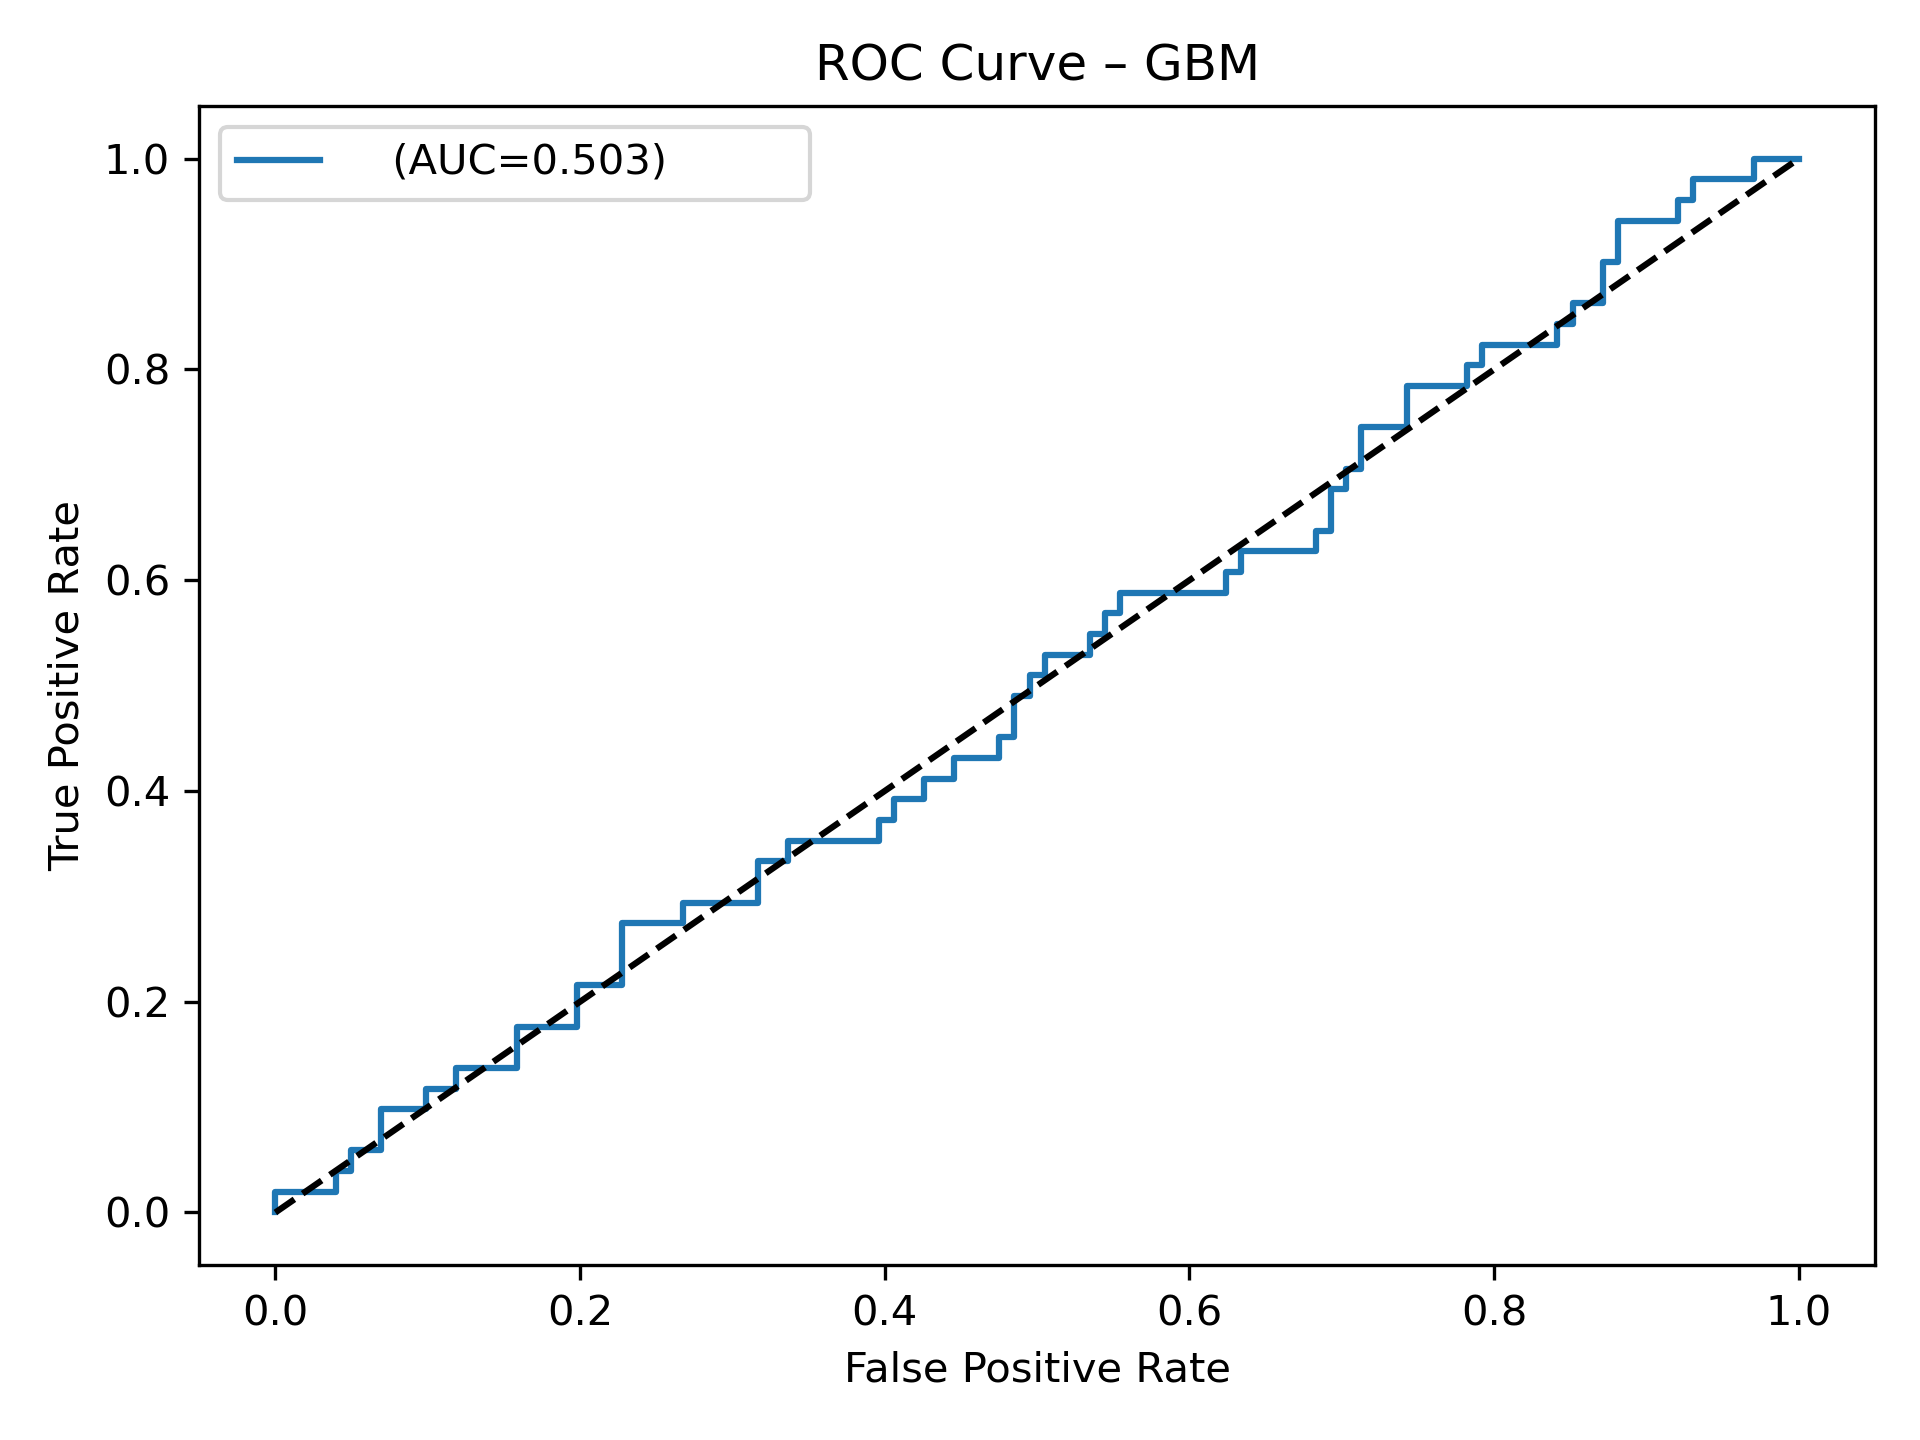 ROC Curve – GBM
(AUC=0.503)
1.0
0.8
0.6
0.4
0.2
0.0
True Positive Rate
0.0 0.2 0.4 0.6 0.8 1.0
False Positive Rate